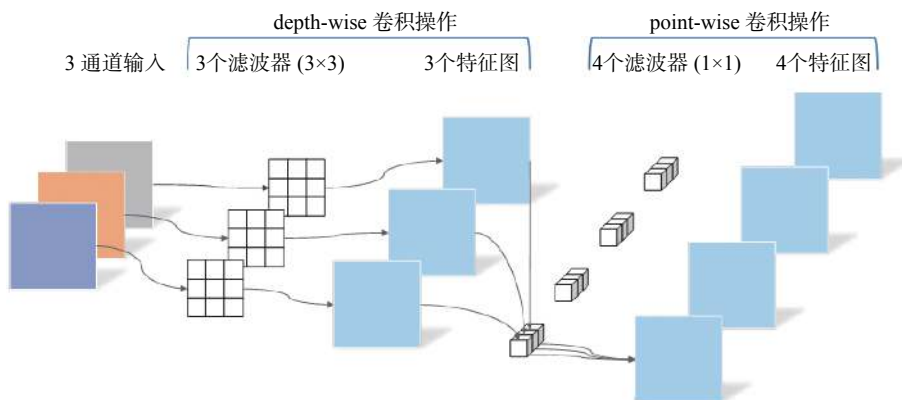 depth-wise 卷积操作 point-wise 卷积操作
3 通道输入 3个滤波器 (3×3) 3个特征图 4个滤波器 (1×1) 4个特征图